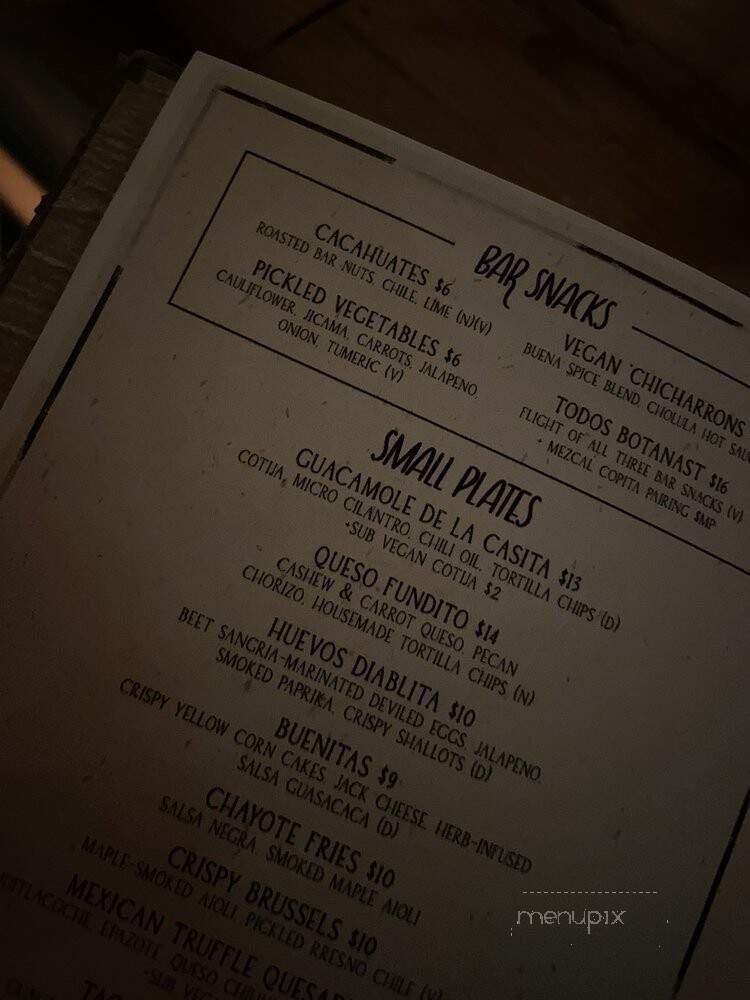 BAR SNACKS
CACAHUATES $6
ROASTED BAR NUTS, CHILE, LIME (N)(V)
PICKLED VEGETABLES $6
CAULIFLOWER, JICAMA, CARROTS, JALAPENO,
ONION, TUMERIC (V)
VEGAN 'CHICHARRONS
BUENA SPICE BLEND, CHOLULA HOT
TODOS BOTANAST $16
FLIGHT OF ALL THREE BAR SNACKS (V)
+ MEZCAL COPITA PAIRING $MP
SMALL PLATES
GUACAMOLE DE LA CASITA $13
COTIJA, MICRO CILANTRO, CHILI OIL, TORTILLA CHIPS (D)
+SUB VEGAN COTIJA $2
QUESO FUNDITO $14
CASHEW & CARROT QUESO, PECAN
CHORIZO, HOUSEMADE TORTILLA CHIPS (N)
HUEVOS DIABLITA $10
BEET SANGRIA-MARINATED DEVILED EGGS, JALAPENO,
SMOKED PAPRIKA, CRISPY SHALLOTS (D)
BUENITAS $9
CRISPY YELLOW CORN CAKES, JACK CHEESE, HERB-INFUSED
SALSA GUASACACA (D)
CHAYOTE FRIES $10
SALSA NEGRA, SMOKED MAPLE AIOLI
CRISPY BRUSSELS $10
MAPLE-SMOKED AIOLI, PICKLED RRESNO CHILE (V)
MEXICAN TRUFFLE
EPAZOTE, QUESO
+SUB
menupix